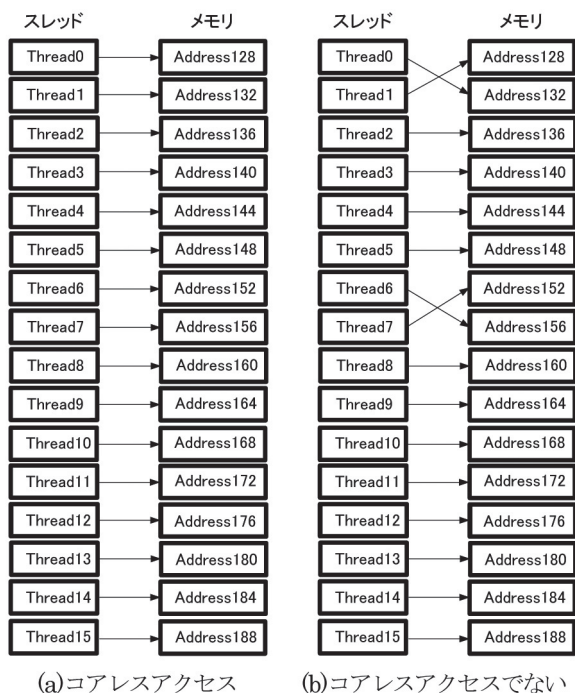 スレッド メモリ スレッド メモリ
Thread0 Address128 Thread0 Address128
Thread1 Address132 Thread1 Address132
Thread2 Address136 Thread2 Address136
Thread3 Address140 Thread3 Address140
Thread4 Address144 Thread4 Address144
Thread5 Address148 Thread5 Address148
Thread6 Address152 Thread6 Address152
Thread7 Address156 Thread7 Address156
Thread8 Address160 Thread8 Address160
Thread9 Address164 Thread9 Address164
Thread10 Address168 Thread10 Address168
Thread11 Address172 Thread11 Address172
Thread12 Address176 Thread12 Address176
Thread13 Address180 Thread13 Address180
Thread14 Address184 Thread14 Address184
Thread15 Address188 Thread15 Address188
(a)コアレスアクセス (b)コアレスアクセスでない